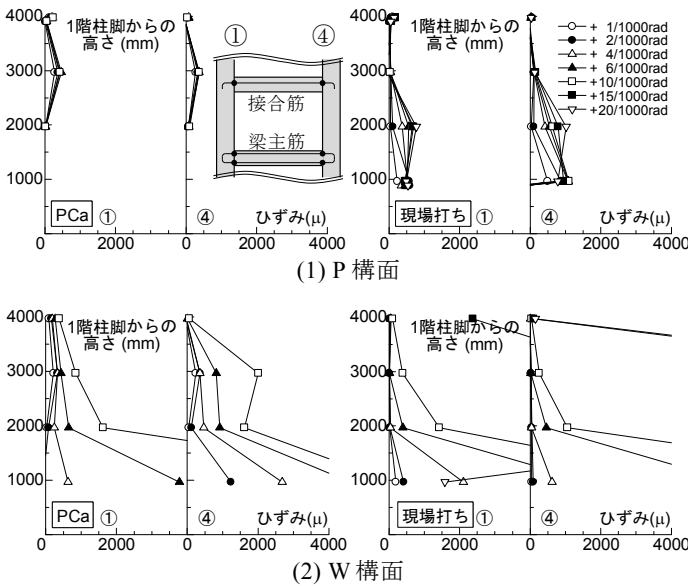 1階柱脚からの
高さ (mm)
4000
3000
2000
1000
0
2000
0
2000
4000
PCa ①
④
ひずみ(μ)
① ④
接合筋
梁主筋
1階柱脚からの
高さ (mm)
4000
3000
2000
1000
0
2000
0
2000
4000
現場打ち ①
④
ひずみ(μ)
+ 1/1000rad
+ 2/1000rad
+ 4/1000rad
+ 6/1000rad
+10/1000rad
+15/1000rad
+20/1000rad
(1) P 構面
1階柱脚からの
高さ (mm)
4000
3000
2000
1000
0
2000
0
2000
4000
PCa ①
④
ひずみ(μ)
1階柱脚からの
高さ (mm)
4000
3000
2000
1000
0
2000
0
2000
4000
現場打ち ①
④
ひずみ(μ)
(2) W 構面